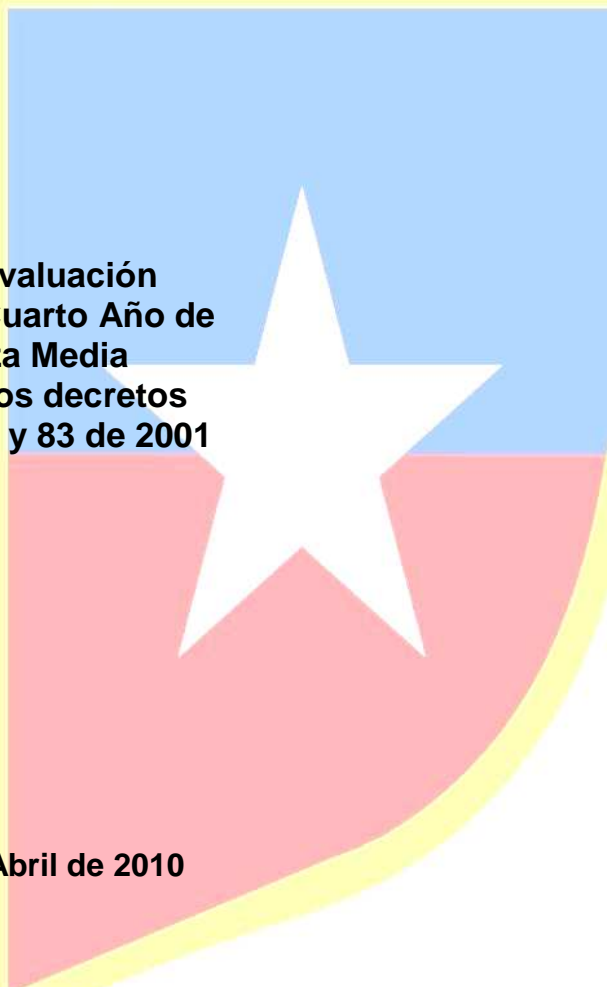 valuación
uarto Año de
a Media
os decretos
y 83 de 2001
Abril de 2010